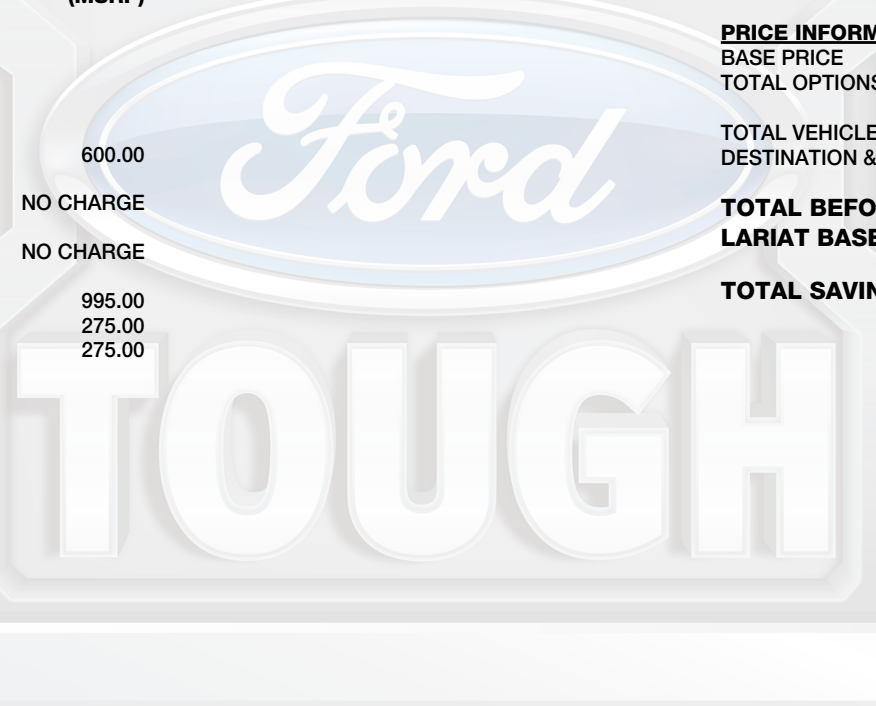 (MSRP)
600.00
NO CHARGE
NO CHARGE
995.00
275.00
275.00
PRICE INFORM
BASE PRICE
TOTAL OPTIONS
TOTAL VEHICLE
DESTINATION &
TOTAL BEFO
LARIAT BASE
TOTAL SAVIN
Ford
TOUGH